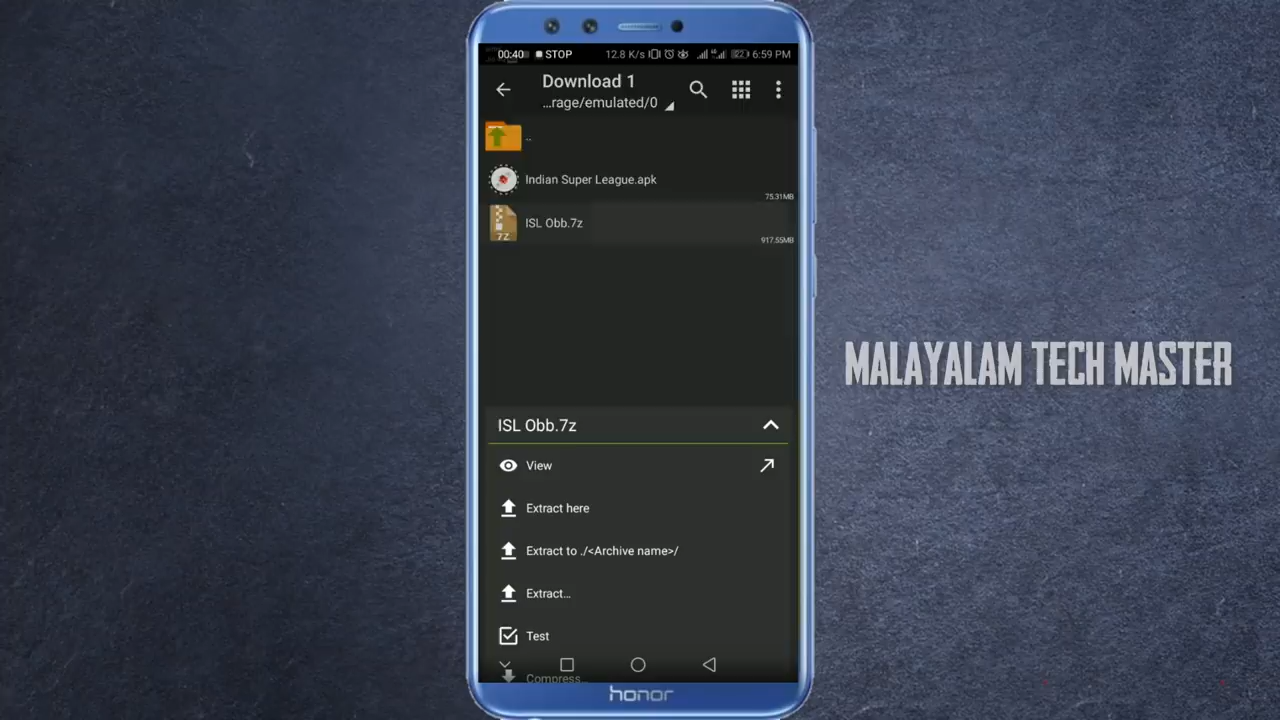 00:40 STOP 12.8 K/s 6:59 PM
Download 1
...rage/emulated/0
..
Indian Super League.apk
75.31MB
7Z
ISL Obb.7z
917.55MB
ISL Obb.7z
View
Extract here
Extract to ./<Archive name>/
Extract...
Test
Compress...
honor
MALAYALAM TECH MASTER